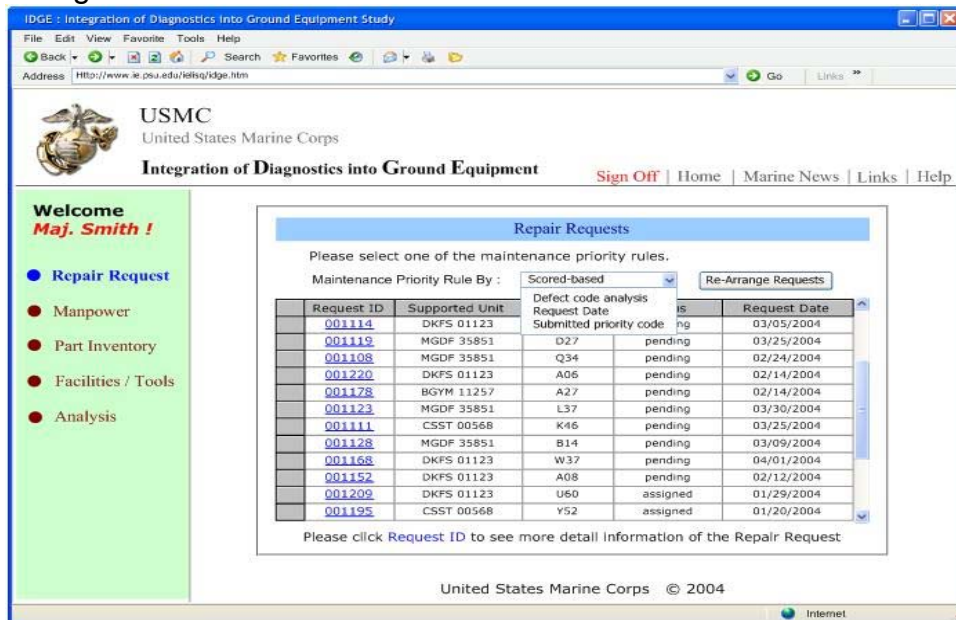 IDGE : Integration of Diagnostics into Ground Equipment Study
File Edit View Favorite Tools Help
Back Search Favorites
Address Http://www.ie.psu.edu/ielisq/idge.htm Go Links »
USMC
United States Marine Corps
Integration of Diagnostics into Ground Equipment
Sign Off | Home | Marine News | Links | Help
Welcome
Maj. Smith !
Repair Request
Manpower
Part Inventory
Facilities / Tools
Analysis
Repair Requests
Please select one of the maintenance priority rules.
Maintenance Priority Rule By : Scored-based Re-Arrange Requests
Defect code analysis
Request Date
Submitted priority code
Request ID Supported Unit Request Date
001114 DKFS 01123 03/05/2004
001119 MGDF 35851 D27 pending 03/25/2004
001108 MGDF 35851 Q34 pending 02/24/2004
001220 DKFS 01123 A06 pending 02/14/2004
001178 BGYM 11257 A27 pending 02/14/2004
001123 MGDF 35851 L37 pending 03/30/2004
001111 CSST 00568 K46 pending 03/25/2004
001128 MGDF 35851 B14 pending 03/09/2004
001168 DKFS 01123 W37 pending 04/01/2004
001152 DKFS 01123 A08 pending 02/12/2004
001209 DKFS 01123 U60 assigned 01/29/2004
001195 CSST 00568 Y52 assigned 01/20/2004
Please click Request ID to see more detail information of the Repair Request
United States Marine Corps © 2004
Internet